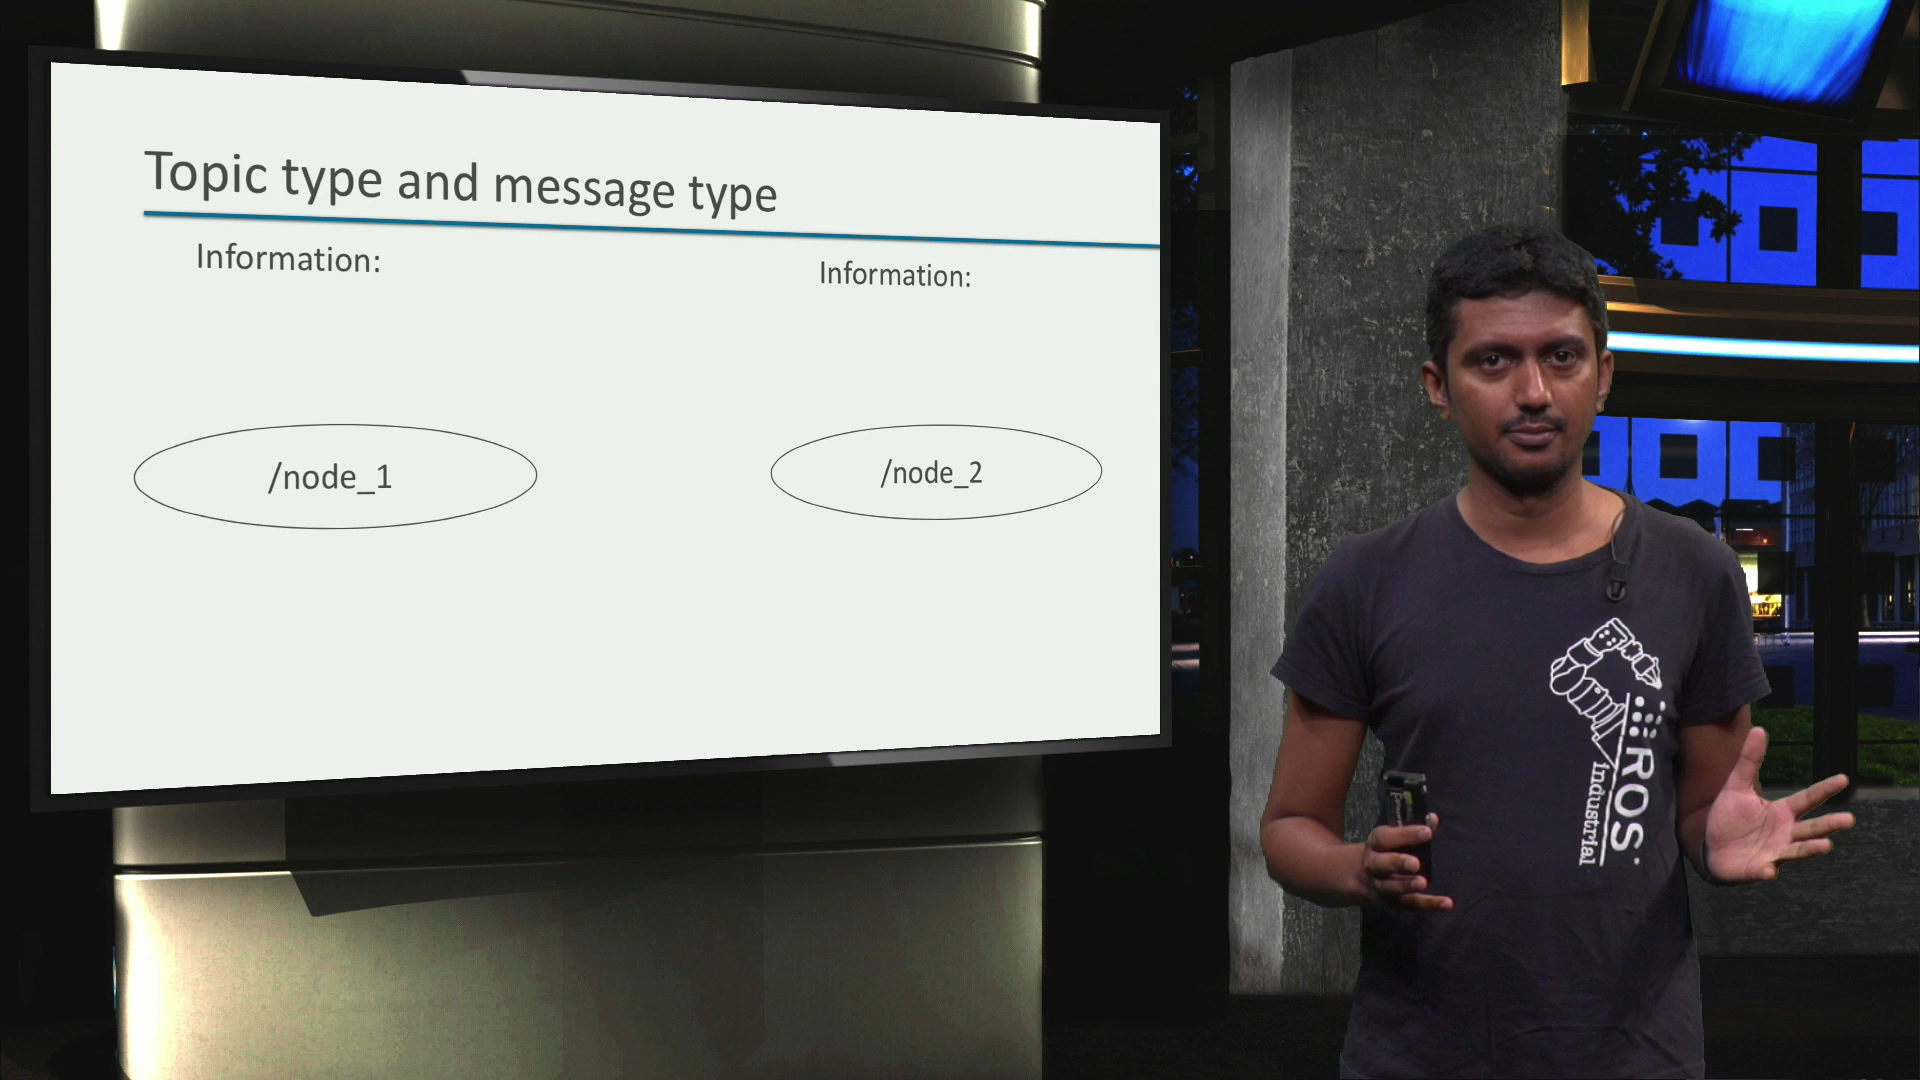 Topic type and message type
Information:
Information:
/node_1
/node_2
ROS
Industrial